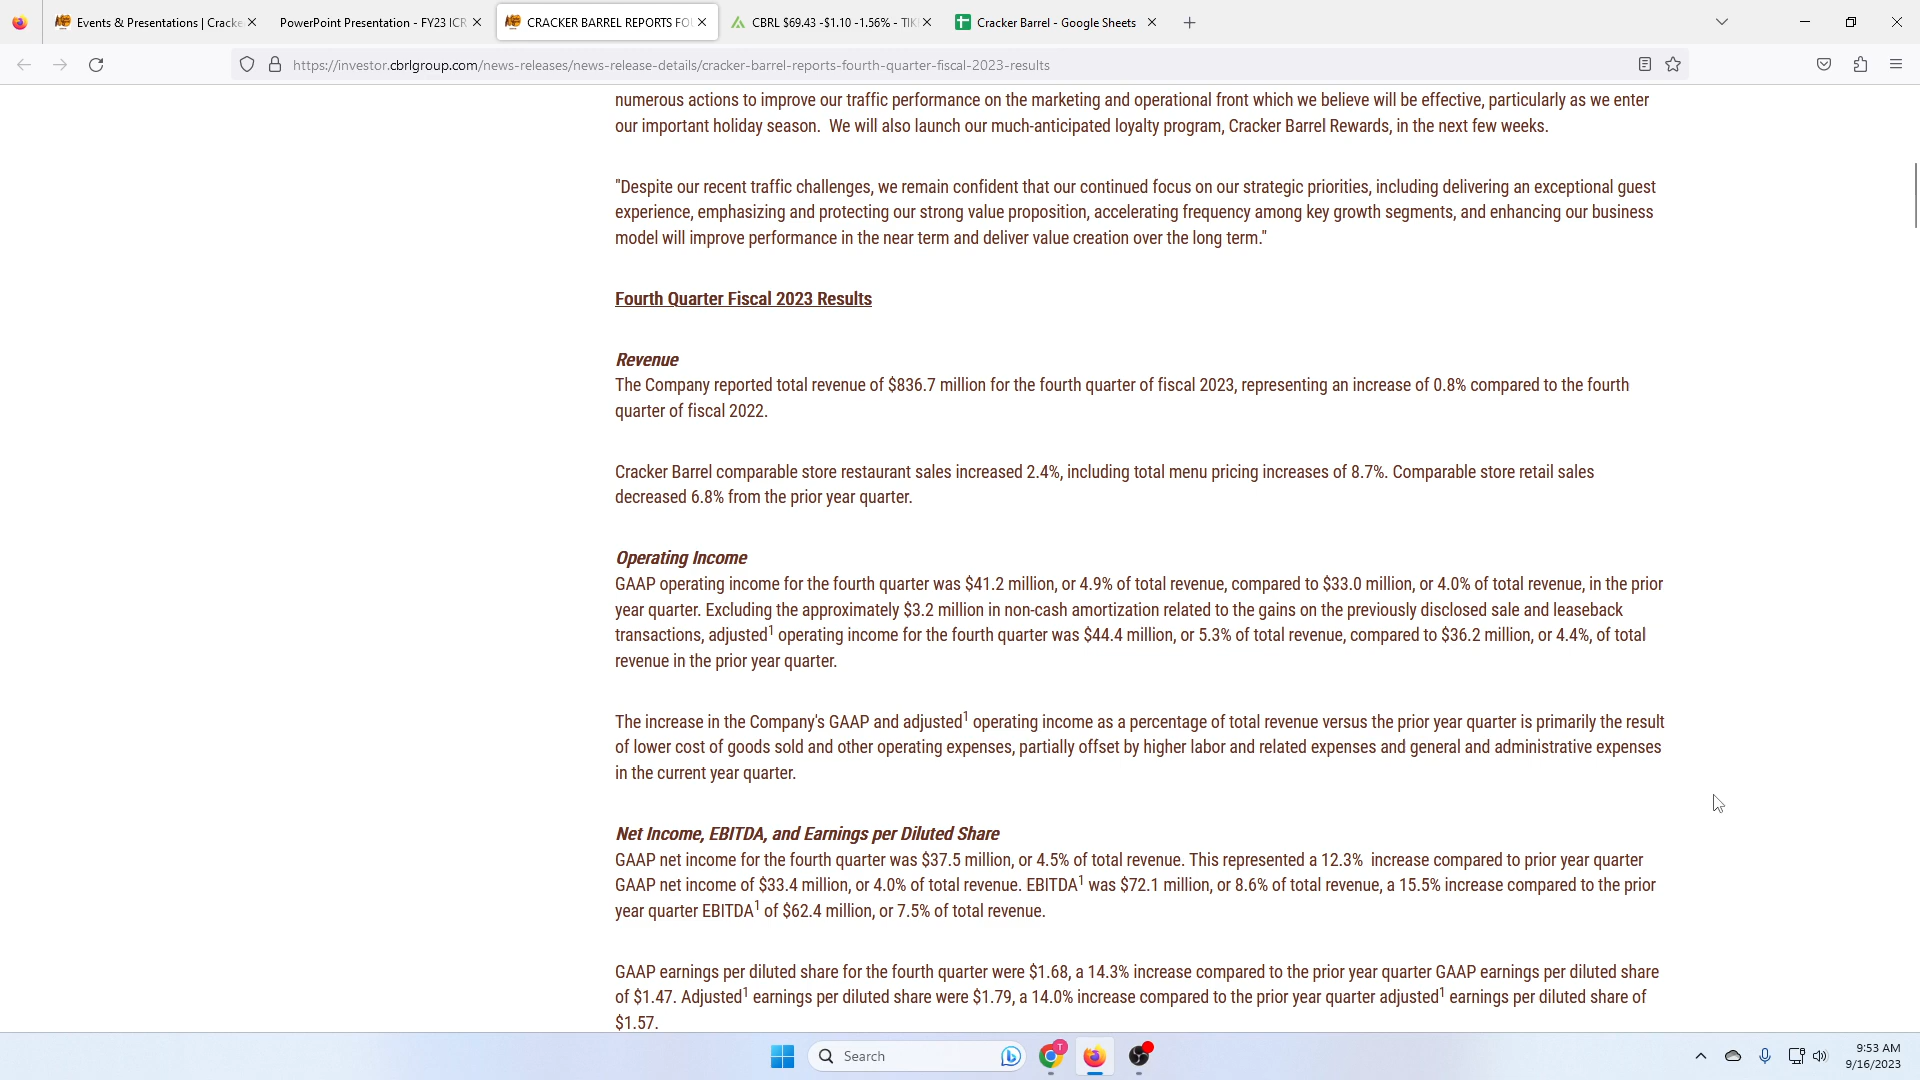 Events & Presentations | Cracke
PowerPoint Presentation - FY23 ICR
CRACKER BARREL REPORTS FO
CBRL $69.43 -$1.10 -1.56% - TIK
Cracker Barrel - Google Sheets
https://investor.cbrlgroup.com/news-releases/news-release-details/cracker-barrel-reports-fourth-quarter-fiscal-2023-results
numerous actions to improve our traffic performance on the marketing and operational front which we believe will be effective, particularly as we enter
our important holiday season. We will also launch our much-anticipated loyalty program, Cracker Barrel Rewards, in the next few weeks.
"Despite our recent traffic challenges, we remain confident that our continued focus on our strategic priorities, including delivering an exceptional guest
experience, emphasizing and protecting our strong value proposition, accelerating frequency among key growth segments, and enhancing our business
model will improve performance in the near term and deliver value creation over the long term."
Fourth Quarter Fiscal 2023 Results
Revenue
The Company reported total revenue of $836.7 million for the fourth quarter of fiscal 2023, representing an increase of 0.8% compared to the fourth
quarter of fiscal 2022.
Cracker Barrel comparable store restaurant sales increased 2.4%, including total menu pricing increases of 8.7%. Comparable store retail sales
decreased 6.8% from the prior year quarter.
Operating Income
GAAP operating income for the fourth quarter was $41.2 million, or 4.9% of total revenue, compared to $33.0 million, or 4.0% of total revenue, in the prior
year quarter. Excluding the approximately $3.2 million in non-cash amortization related to the gains on the previously disclosed sale and leaseback
transactions, adjusted1 operating income for the fourth quarter was $44.4 million, or 5.3% of total revenue, compared to $36.2 million, or 4.4%, of total
revenue in the prior year quarter.
The increase in the Company's GAAP and adjusted1 operating income as a percentage of total revenue versus the prior year quarter is primarily the result
of lower cost of goods sold and other operating expenses, partially offset by higher labor and related expenses and general and administrative expenses
in the current year quarter.
Net Income, EBITDA, and Earnings per Diluted Share
GAAP net income for the fourth quarter was $37.5 million, or 4.5% of total revenue. This represented a 12.3% increase compared to prior year quarter
GAAP net income of $33.4 million, or 4.0% of total revenue. EBITDA1 was $72.1 million, or 8.6% of total revenue, a 15.5% increase compared to the prior
year quarter EBITDA1 of $62.4 million, or 7.5% of total revenue.
GAAP earnings per diluted share for the fourth quarter were $1.68, a 14.3% increase compared to the prior year quarter GAAP earnings per diluted share
of $1.47. Adjusted1 earnings per diluted share were $1.79, a 14.0% increase compared to the prior year quarter adjusted1 earnings per diluted share of
$1.57.
Search
T
9:53 AM
9/16/2023